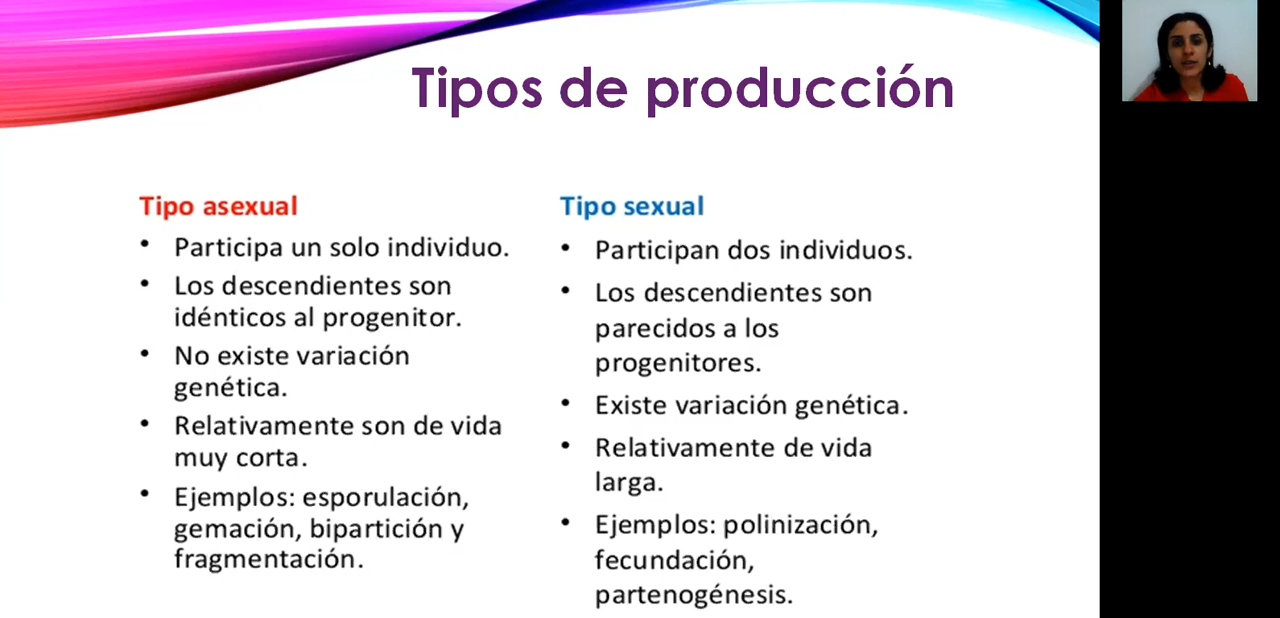 Tipos de producción
Tipo asexual
• Participa un solo individuo.
• Los descendientes son
idénticos al progenitor.
• No existe variación
genética.
• Relativamente son de vida
muy corta.
• Ejemplos: esporulación,
gemación, bipartición y
fragmentación.
Tipo sexual
• Participan dos individuos.
• Los descendientes son
parecidos a los
progenitores.
• Existe variación genética.
• Relativamente de vida
larga.
• Ejemplos: polinización,
fecundación,
partenogénesis.